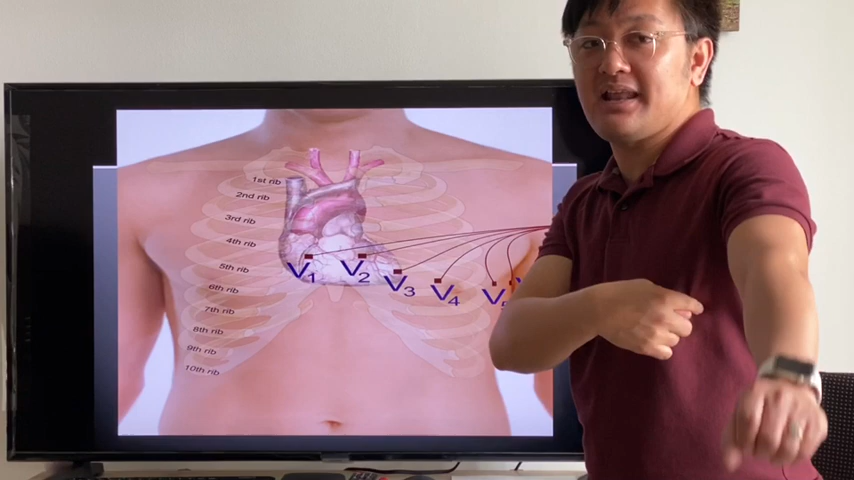 1st rib
2nd rib
3rd rib
4th rib
5th rib
6th rib
7th rib
8th rib
9th rib
10th rib
V1 V2 V3 V4 V5